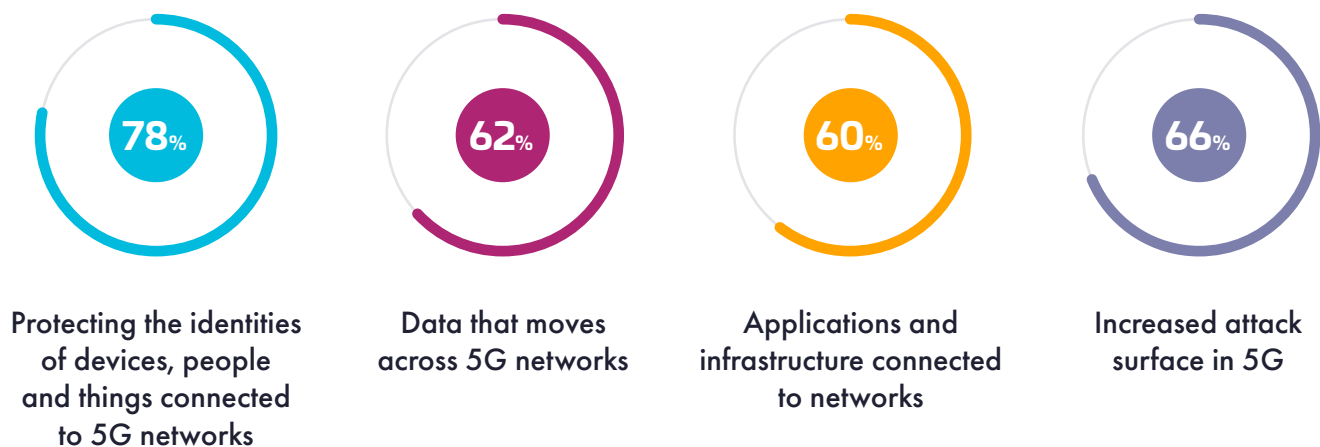 78%
62%
60%
66%
Protecting the identities
of devices, people
and things connected
to 5G networks
Data that moves
across 5G networks
Applications and
infrastructure connected
to networks
Increased attack
surface in 5G